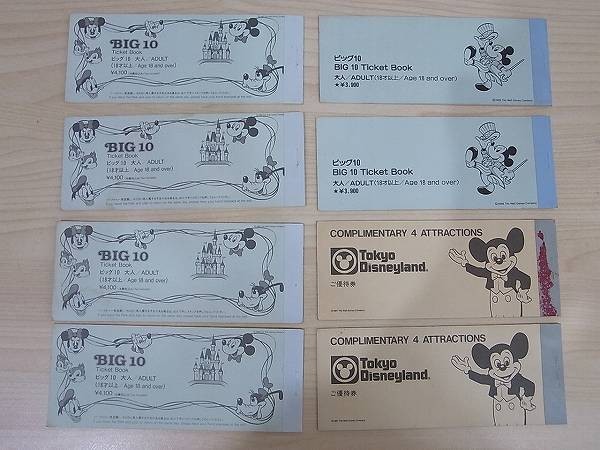 BIG 10
Ticket Book
ビッグ10 大人/ADULT
(18才以上/Age 18 and over)
¥4,100
BIG 10
Ticket Book
ビッグ10 大人/ADULT
(18才以上/Age 18 and over)
¥4,100
BIG 10
Ticket Book
ビッグ10 大人/ADULT
(18才以上/Age 18 and over)
¥4,100
BIG 10
Ticket Book
ビッグ10 大人/ADULT
(18才以上/Age 18 and over)
¥4,100
ビッグ10
BIG 10 Ticket Book
大人/ADULT(18才以上/Age 18 and over)
★¥3,900
ビッグ10
BIG 10 Ticket Book
大人/ADULT(18才以上/Age 18 and over)
★¥3,900
COMPLIMENTARY 4 ATTRACTIONS
Tokyo
Disneyland®
ご優待券
COMPLIMENTARY 4 ATTRACTIONS
Tokyo
Disneyland®
ご優待券